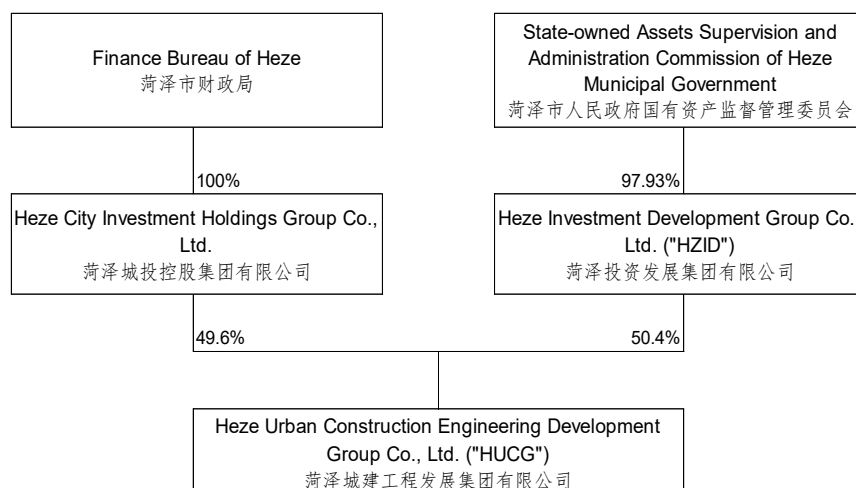 Finance Bureau of Heze
菏泽市财政局
State-owned Assets Supervision and
Administration Commission of Heze
Municipal Government
菏泽市人民政府国有资产监督管理委员会
100%
97.93%
Heze City Investment Holdings Group Co.,
Ltd.
菏泽城投控股集团有限公司
Heze Investment Development Group Co.
Ltd. ("HZID")
菏泽投资发展集团有限公司
49.6%
50.4%
Heze Urban Construction Engineering Development
Group Co., Ltd. ("HUCG")
菏泽城建工程发展集团有限公司